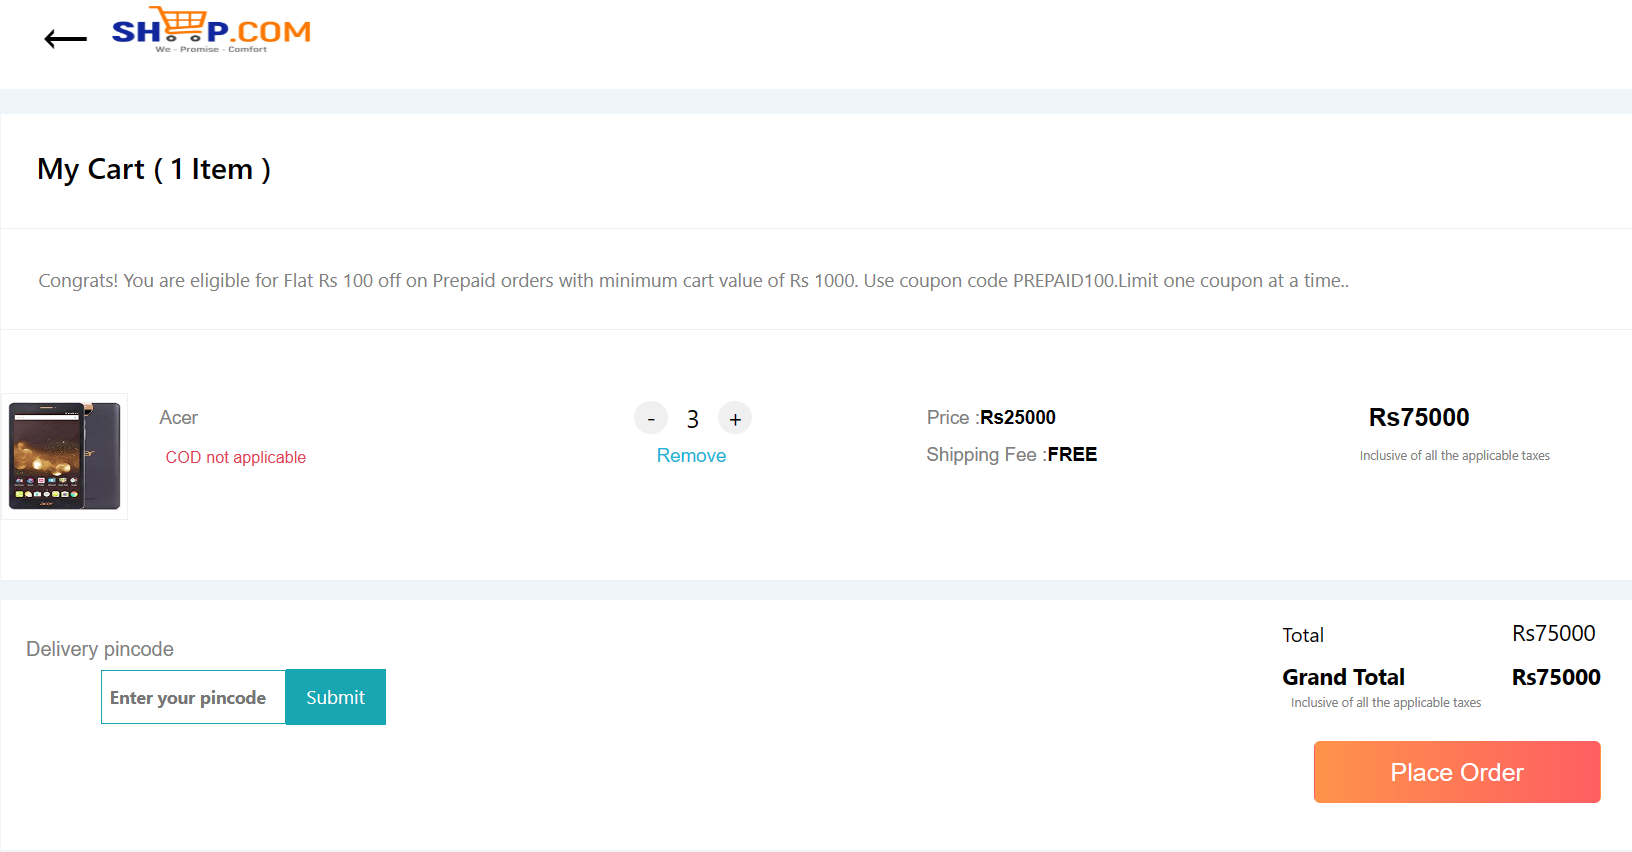 SHOP.COM
We - Promise - Comfort
My Cart ( 1 Item )
Congrats! You are eligible for Flat Rs 100 off on Prepaid orders with minimum cart value of Rs 1000. Use coupon code PREPAID100.Limit one coupon at a time..
Acer
COD not applicable
- 3 +
Remove
Price :Rs25000
Shipping Fee :FREE
Rs75000
Inclusive of all the applicable taxes
Delivery pincode
Enter your pincode Submit
Total Rs75000
Grand Total Rs75000
Inclusive of all the applicable taxes
Place Order